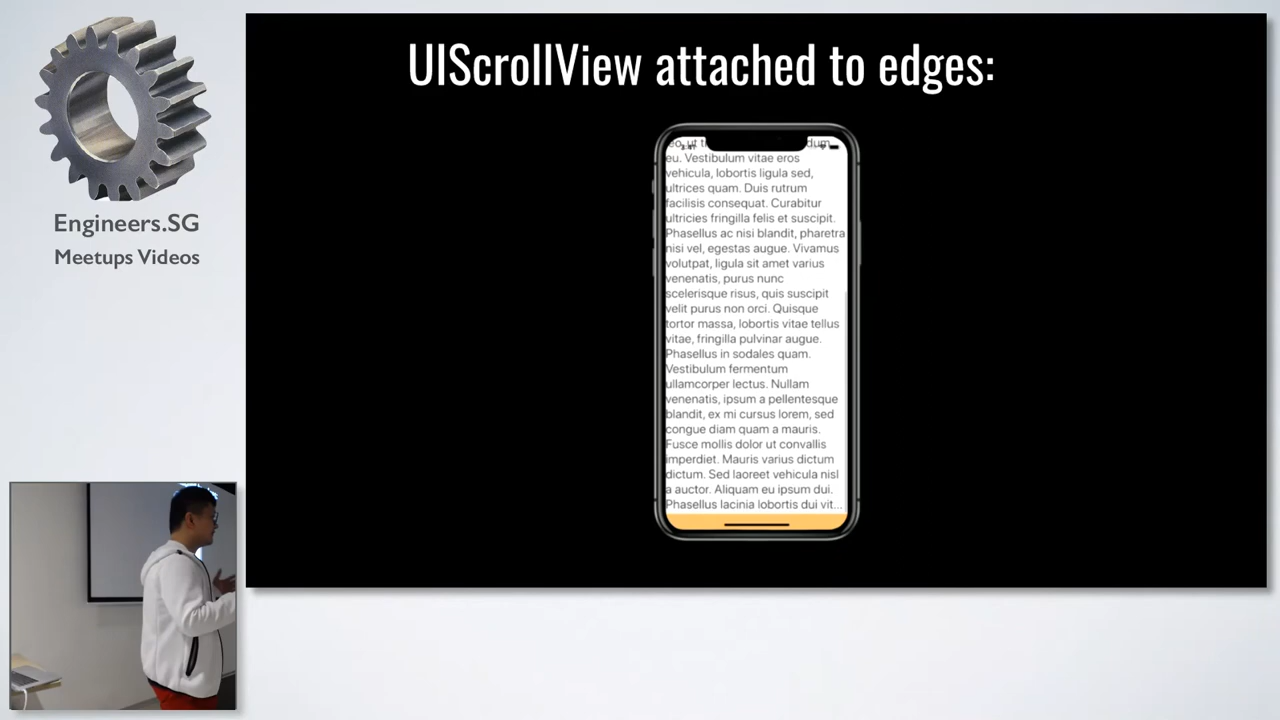 Engineers.SG
Meetups Videos
UIScrollView attached to edges:
eu. Vestibulum vitae eros
vehicula, lobortis ligula sed,
ultrices quam. Duis rutrum
facilisis consequat. Curabitur
ultricies fringilla felis et suscipit.
Phasellus ac nisi blandit, pharetra
nisi vel, egestas augue. Vivamus
volutpat, ligula sit amet varius
venenatis, purus nunc
scelerisque risus, quis suscipit
velit purus non orci. Quisque
tortor massa, lobortis vitae tellus
vitae, fringilla pulvinar augue.
Phasellus in sodales quam.
Vestibulum fermentum
ullamcorper lectus. Nullam
venenatis, ipsum a pellentesque
blandit, ex mi cursus lorem, sed
congue diam quam a mauris.
Fusce mollis dolor ut convallis
imperdiet. Mauris varius dictum
dictum. Sed laoreet vehicula nisl
a auctor. Aliquam eu ipsum dui.
Phasellus lacinia lobortis dui vit...